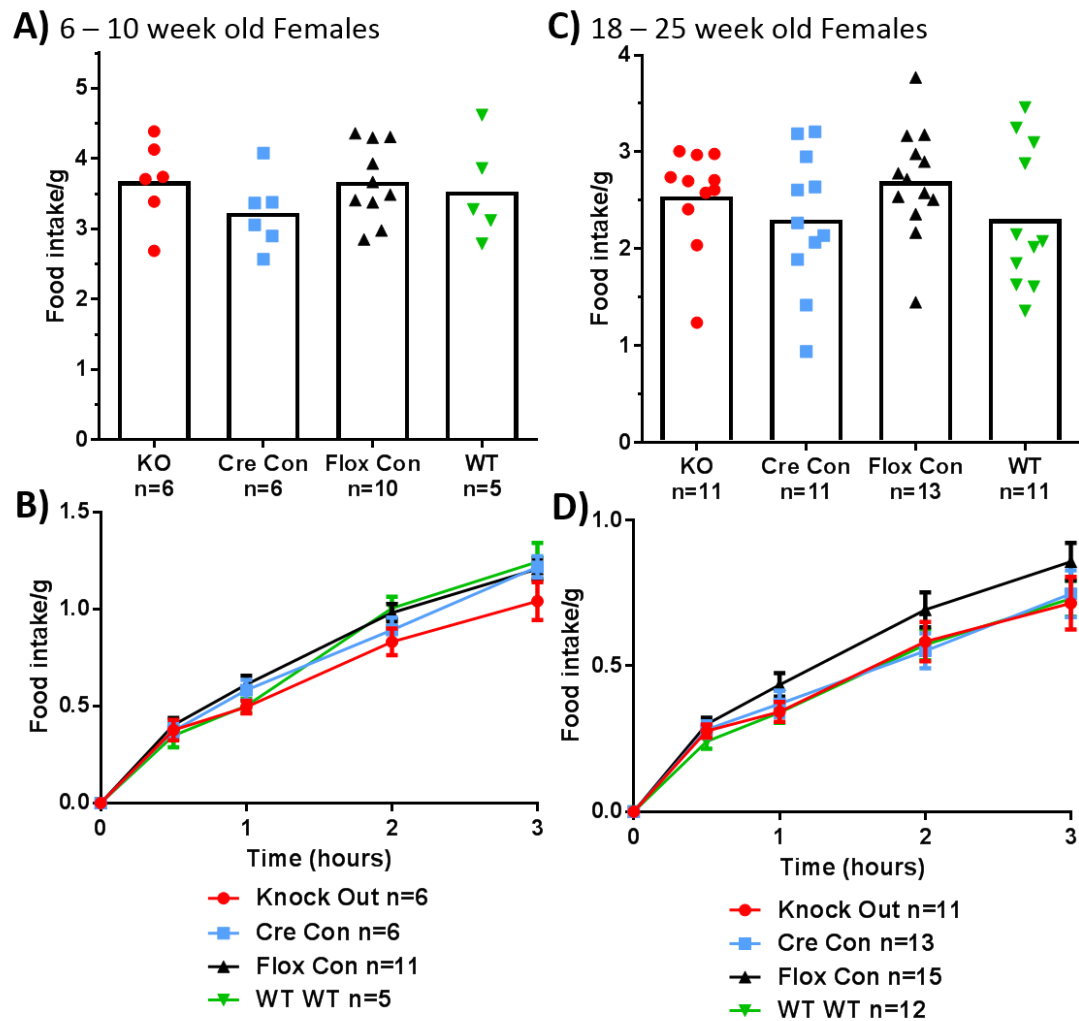 A) 6 – 10 week old Females
Food intake/g
5
4
3
2
1
0
KO Cre Con Flox Con WT
n=6 n=6 n=10 n=5
B)
Food intake/g
1.5
1.0
0.5
0.0
0 1 2 3
Time (hours)
Knock Out n=6
Cre Con n=6
Flox Con n=11
WT WT n=5
C) 18 – 25 week old Females
Food intake/g
4
3
2
1
0
KO Cre Con Flox Con WT
n=11 n=11 n=13 n=11
D)
Food intake/g
1.0
0.5
0.0
0 1 2 3
Time (hours)
Knock Out n=11
Cre Con n=13
Flox Con n=15
WT WT n=12